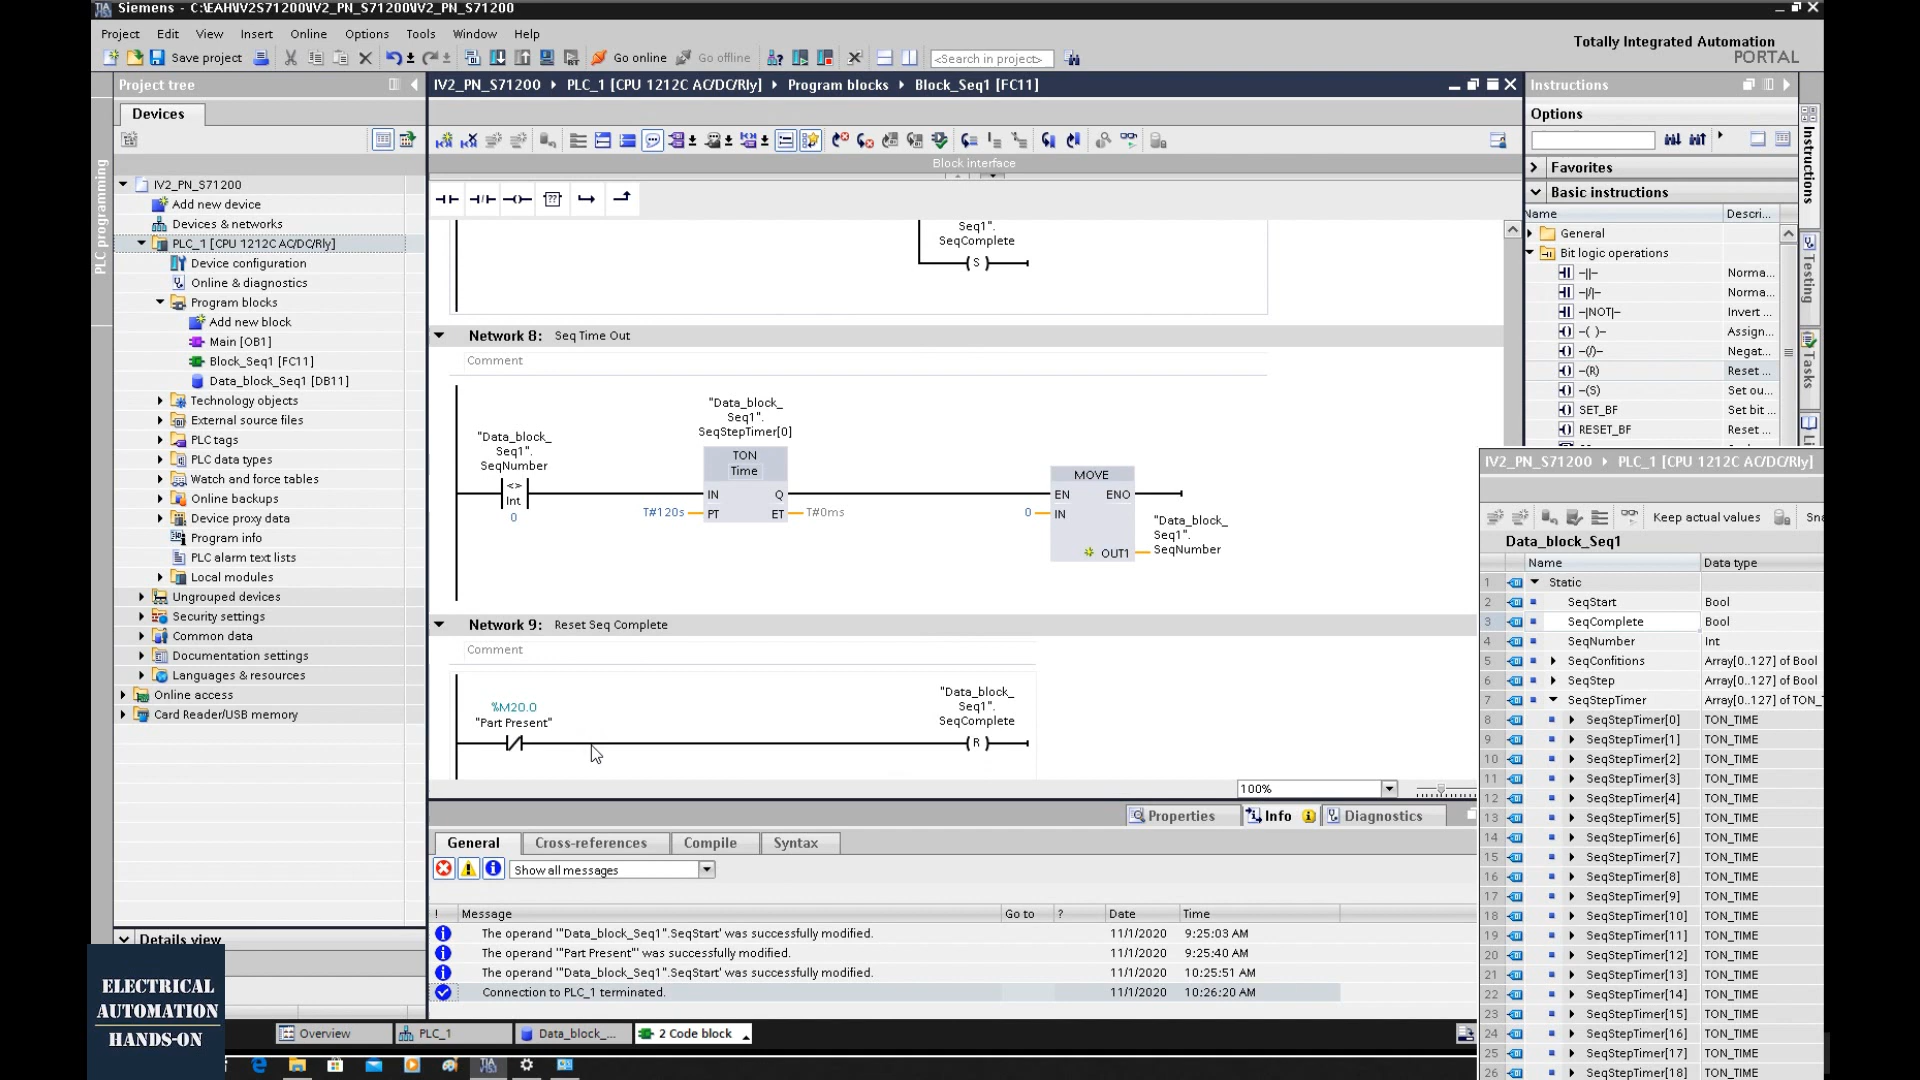 Siemens - C:\EAH\IV2S71200\IV2_PN_S71200\IV2_PN_S71200
Project Edit View Insert Online Options Tools Window Help
Totally Integrated Automation
PORTAL
Save project
Go online
Go offline
<Search in project>
Project tree
IV2_PN_S71200 PLC_1 [CPU 1212C AC/DC/Rly] Program blocks Block_Seq1 [FC11]
Instructions
Devices
Options
Block interface
PLC programming
IV2_PN_S71200
Add new device
Devices & networks
PLC_1 [CPU 1212C AC/DC/Rly]
Device configuration
Online & diagnostics
Program blocks
Add new block
Main [OB1]
Block_Seq1 [FC11]
Data_block_Seq1 [DB11]
Technology objects
External source files
PLC tags
PLC data types
Watch and force tables
Online backups
Device proxy data
Program info
PLC alarm text lists
Local modules
Ungrouped devices
Security settings
Common data
Documentation settings
Languages & resources
Online access
Card Reader/USB memory
Details view
Seq1".
SeqComplete
S
Network 8: Seq Time Out
Comment
"Data_block_
Seq1".
SeqNumber
<>
Int
0
"Data_block_
Seq1".
SeqStepTimer[0]
TON
Time
IN Q
T#120s PT ET T#0ms
MOVE
EN ENO
0 IN
OUT1
"Data_block_
Seq1".
SeqNumber
Network 9: Reset Seq Complete
Comment
%M20.0
"Part Present"
"Data_block_
Seq1".
SeqComplete
R
100%
Properties Info Diagnostics
General Cross-references Compile Syntax
Show all messages
! Message Go to ? Date Time
The operand '"Data_block_Seq1".SeqStart' was successfully modified. 11/1/2020 9:25:03 AM
The operand '"Part Present"' was successfully modified. 11/1/2020 9:25:40 AM
The operand '"Data_block_Seq1".SeqStart' was successfully modified. 11/1/2020 10:25:51 AM
Connection to PLC_1 terminated. 11/1/2020 10:26:20 AM
Overview PLC_1 Data_block_... 2 Code block
ELECTRICAL
AUTOMATION
HANDS-ON
Favorites
Basic instructions
Name Descri...
General
Bit logic operations
-||- Norma...
-|/|- Norma...
-|NOT|- Invert ...
-( )- Assign...
-(/)- Negat...
-(R) Reset ...
-(S) Set ou...
SET_BF Set bit ...
RESET_BF Reset ...
Instructions
Testing
Tasks
IV2_PN_S71200 PLC_1 [CPU 1212C AC/DC/Rly]
Keep actual values Sna
Data_block_Seq1
Name Data type
1 Static
2 SeqStart Bool
3 SeqComplete Bool
4 SeqNumber Int
5 SeqConfitions Array[0..127] of Bool
6 SeqStep Array[0..127] of Bool
7 SeqStepTimer Array[0..127] of TON_T
8 SeqStepTimer[0] TON_TIME
9 SeqStepTimer[1] TON_TIME
10 SeqStepTimer[2] TON_TIME
11 SeqStepTimer[3] TON_TIME
12 SeqStepTimer[4] TON_TIME
13 SeqStepTimer[5] TON_TIME
14 SeqStepTimer[6] TON_TIME
15 SeqStepTimer[7] TON_TIME
16 SeqStepTimer[8] TON_TIME
17 SeqStepTimer[9] TON_TIME
18 SeqStepTimer[10] TON_TIME
19 SeqStepTimer[11] TON_TIME
20 SeqStepTimer[12] TON_TIME
21 SeqStepTimer[13] TON_TIME
22 SeqStepTimer[14] TON_TIME
23 SeqStepTimer[15] TON_TIME
24 SeqStepTimer[16] TON_TIME
25 SeqStepTimer[17] TON_TIME
26 SeqStepTimer[18] TON_TIME